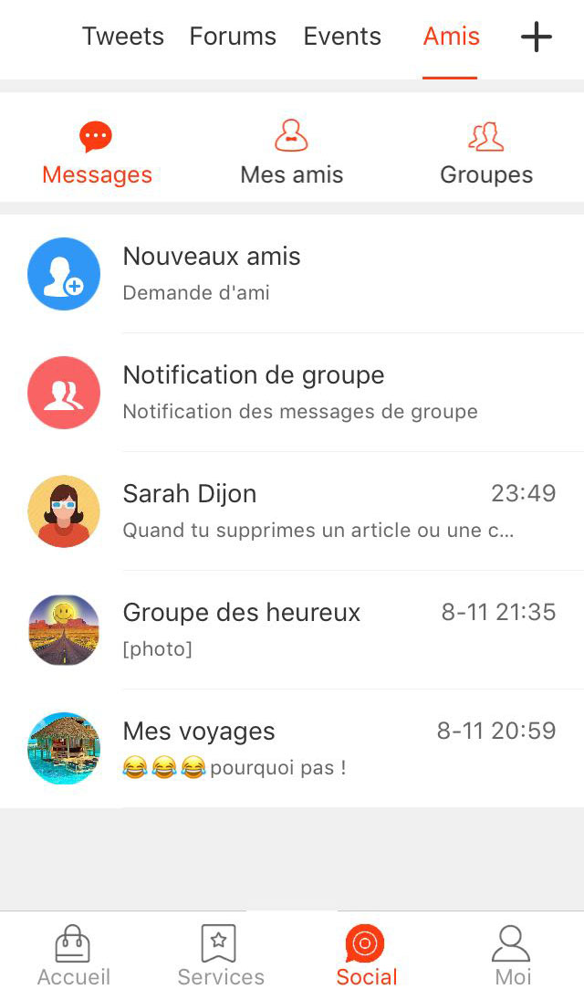 Tweets Forums Events Amis
Messages Mes amis Groupes
Nouveaux amis
Demande d'ami
Notification de groupe
Notification des messages de groupe
Sarah Dijon 23:49
Quand tu supprimes un article ou une c...
Groupe des heureux 8-11 21:35
[photo]
Mes voyages 8-11 20:59
😂😂😂pourquoi pas !
Accueil Services Social Moi